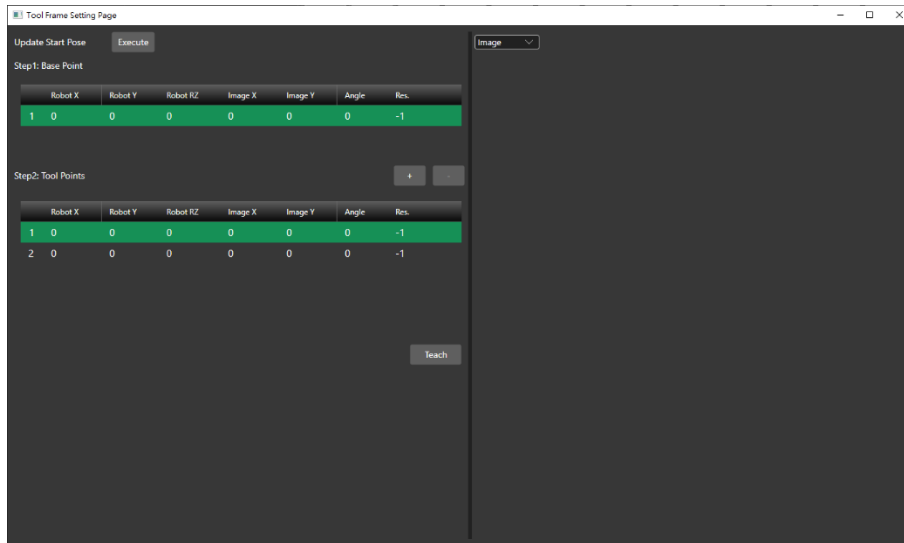 Tool Frame Setting Page
Update Start Pose Execute
Image
Step1: Base Point
Robot X Robot Y Robot RZ Image X Image Y Angle Res.
1 0 0 0 0 0 0 -1
Step2: Tool Points + -
Robot X Robot Y Robot RZ Image X Image Y Angle Res.
1 0 0 0 0 0 0 -1
2 0 0 0 0 0 0 -1
Teach